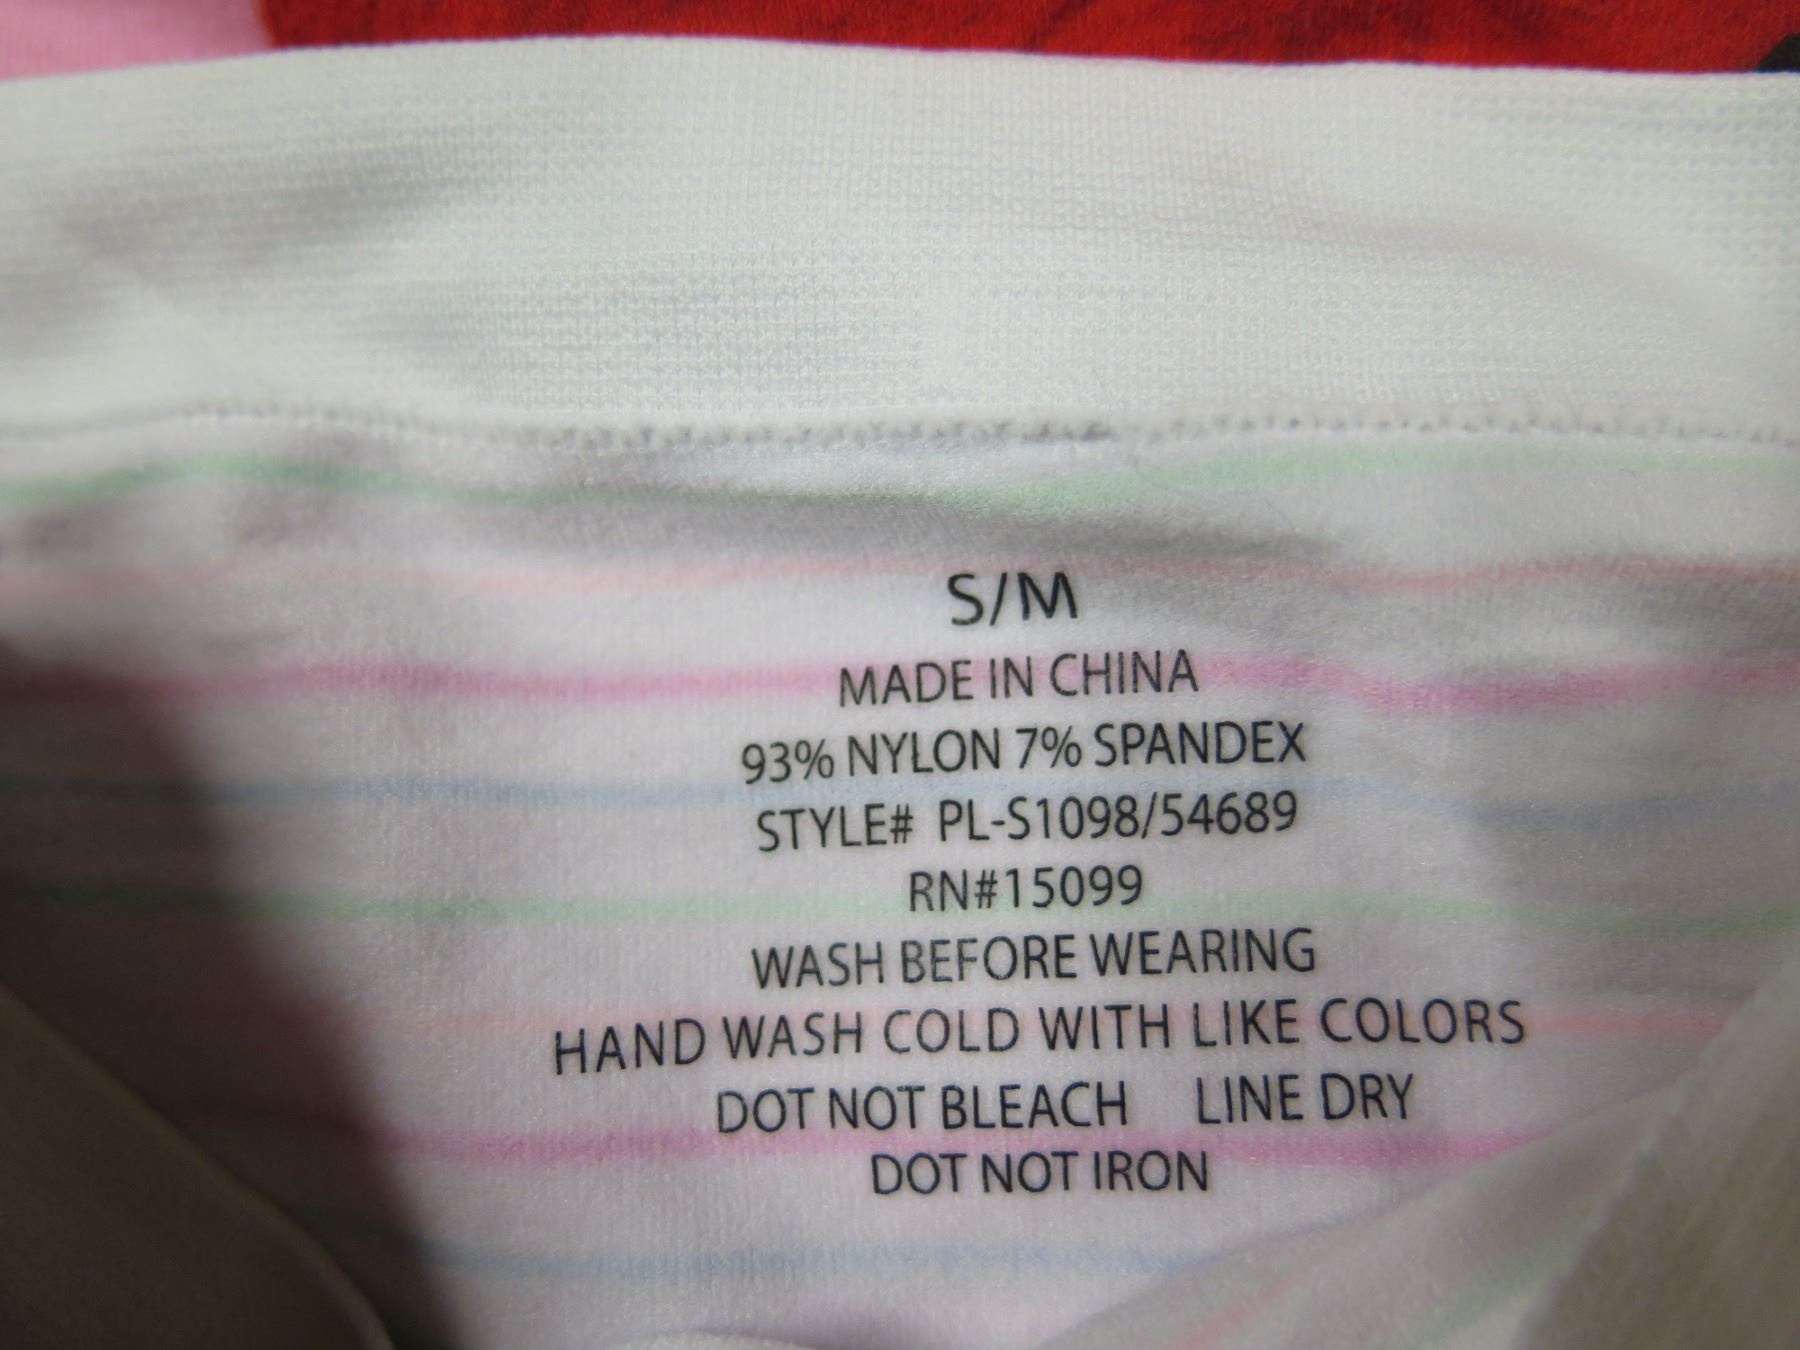 S/M
MADE IN CHINA
93% NYLON 7% SPANDEX
STYLE# PL-S1098/54689
RN#15099
WASH BEFORE WEARING
HAND WASH COLD WITH LIKE COLORS
DOT NOT BLEACH LINE DRY
DOT NOT IRON